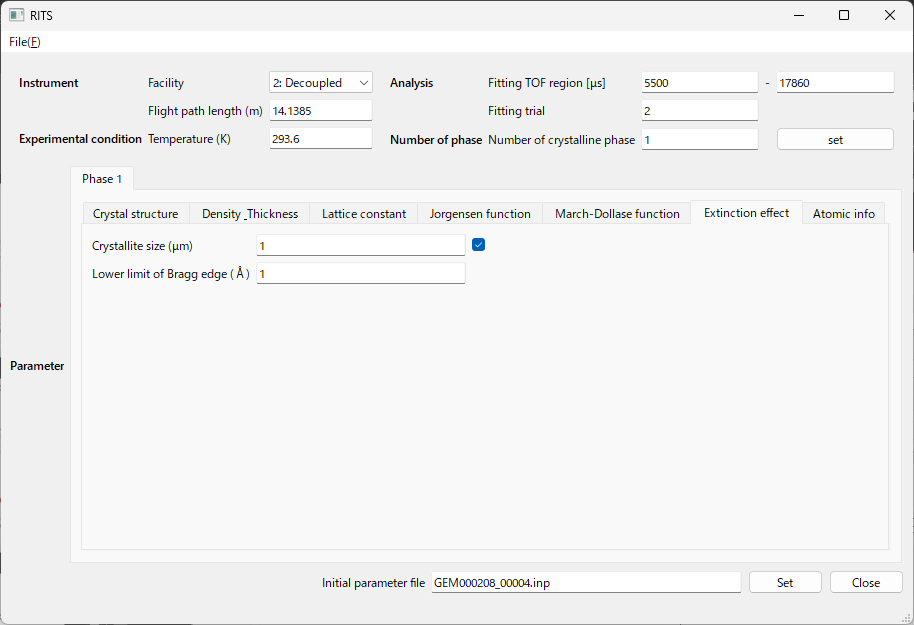 RITS
File(F)
Instrument Facility 2: Decoupled Analysis Fitting TOF region [μs] 5500 - 17860
Flight path length (m) 14.1385 Fitting trial 2
Experimental condition Temperature (K) 293.6 Number of phase Number of crystalline phase 1 set
Phase 1
Crystal structure Density_Thickness Lattice constant Jorgensen function March-Dollase function Extinction effect Atomic info
Crystallite size (μm) 1
Lower limit of Bragg edge (Å) 1
Parameter
Initial parameter file GEM000208_00004.inp Set Close